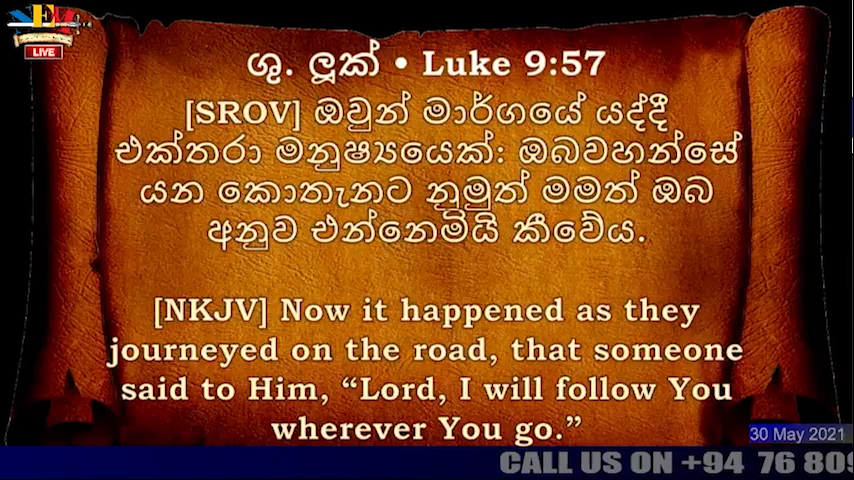 LIVE
ශු. ලූක් • Luke 9:57
[SROV] ඔවුන් මාර්ගයේ යද්දී
එක්තරා මනුෂ්‍යයෙක්: ඔබවහන්සේ
යන කොතැනට නුමුත් මමත් ඔබ
අනුව එන්නෙමියි කීවේය.
[NKJV] Now it happened as they
journeyed on the road, that someone
said to Him, “Lord, I will follow You
wherever You go.”
30 May 2021
CALL US ON +94 76 809